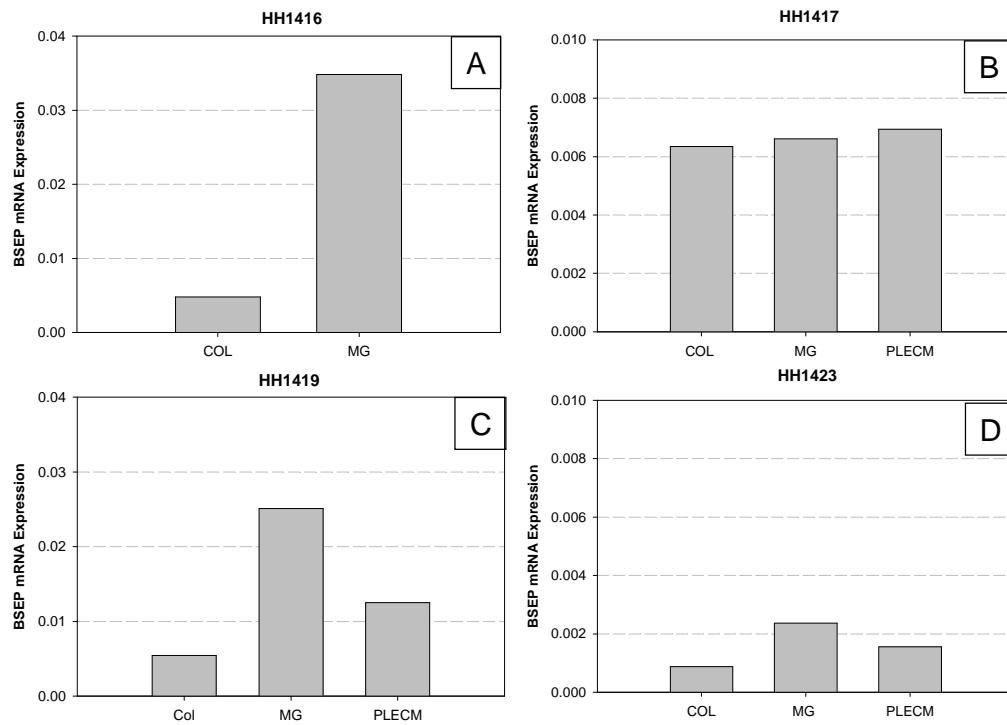 HH1416
A
BSEP mRNA Expression
0.04
0.03
0.02
0.01
0.00
COL MG
HH1417
B
BSEP mRNA Expression
0.010
0.008
0.006
0.004
0.002
0.000
COL MG PLECM
HH1419
C
BSEP mRNA Expression
0.04
0.03
0.02
0.01
0.00
Col MG PLECM
HH1423
D
BSEP mRNA Expression
0.010
0.008
0.006
0.004
0.002
0.000
COL MG PLECM